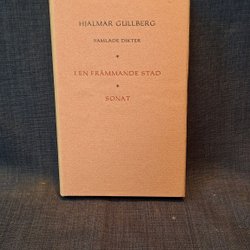 HJALMAR GULLBERG
SAMLADE DIKTER
I EN FRÄMMANDE STAD
SONAT